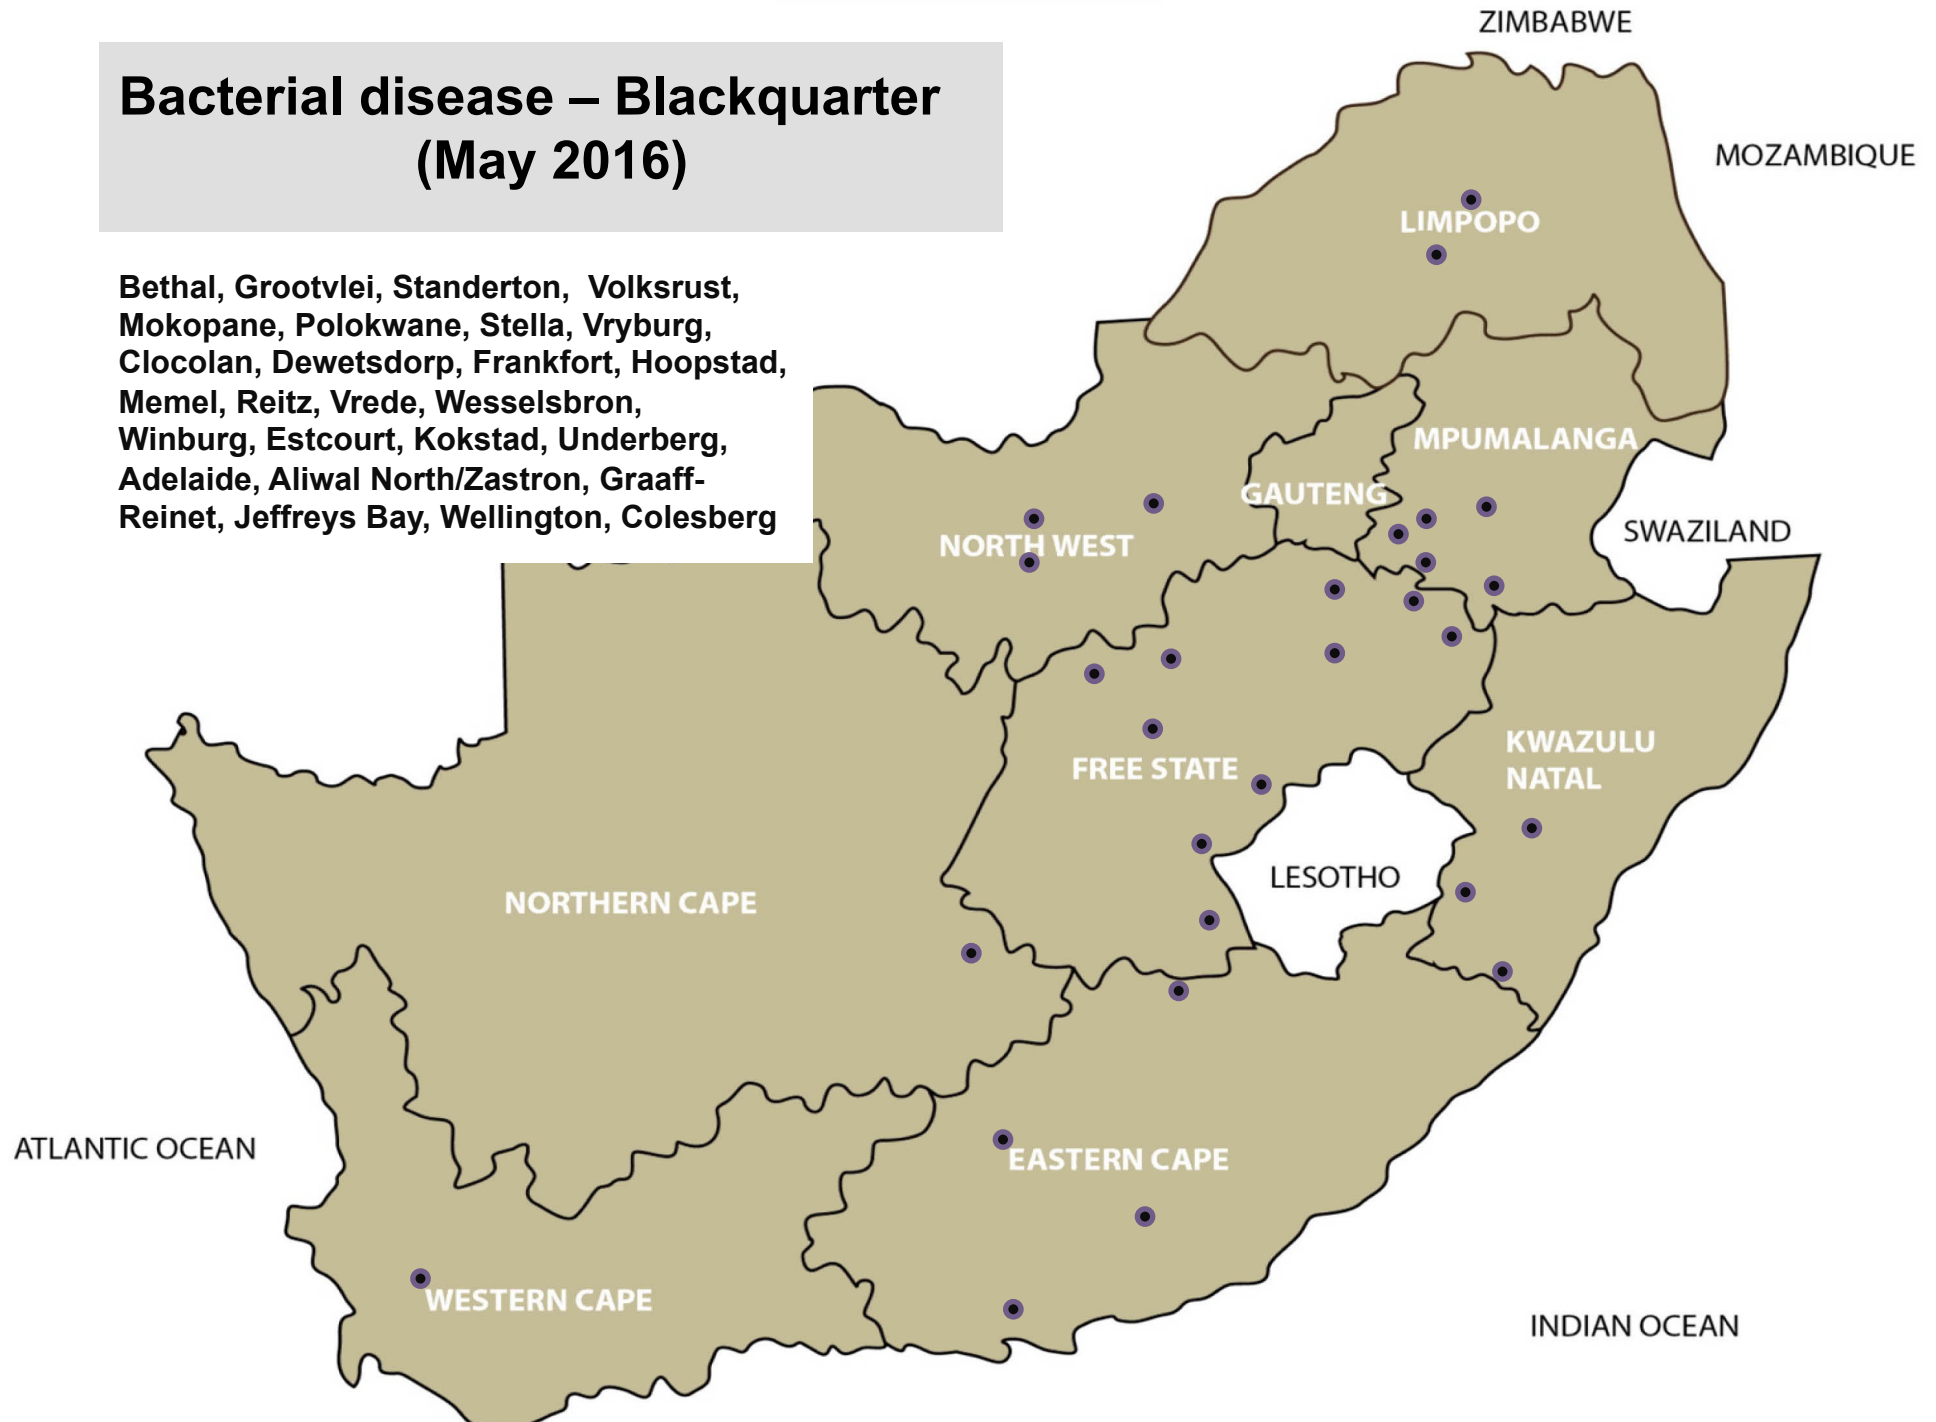 ZIMBABWE
Bacterial disease – Blackquarter
(May 2016)
MOZAMBIQUE
LIMPOPO
Bethal, Grootvlei, Standerton,  Volksrust,
Mokopane, Polokwane, Stella, Vryburg,
Clocolan, Dewetsdorp, Frankfort, Hoopstad,
Memel, Reitz, Vrede, Wesselsbron,
Winburg, Estcourt, Kokstad, Underberg,
Adelaide, Aliwal North/Zastron, Graaff-
Reinet, Jeffreys Bay, Wellington, Colesberg
MPUMALANGA
GAUTENG
SWAZILAND
NORTH WEST
KWAZULU
NATAL
FREE STATE
LESOTHO
NORTHERN CAPE
ATLANTIC OCEAN
EASTERN CAPE
WESTERN CAPE
INDIAN OCEAN